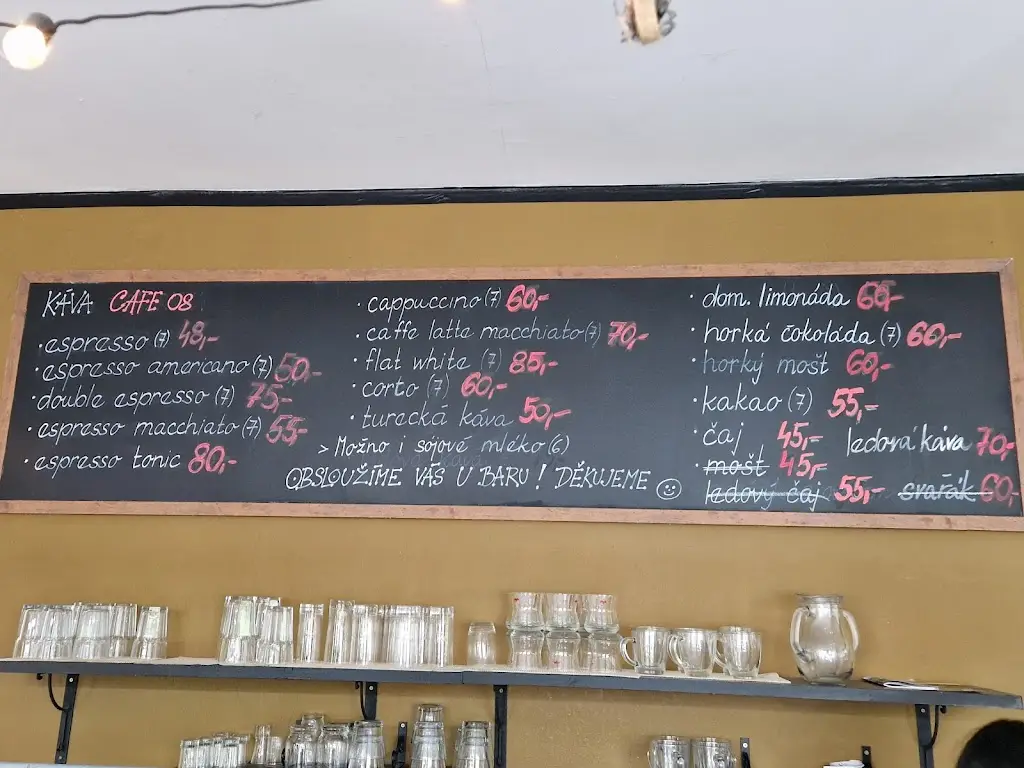 KÁVA CAFE 08
· espresso (7) 48,-
· espresso americano (7) 50,-
· double espresso (7) 75,-
· espresso macchiato (7) 55-
· espresso tonic 80,-
· cappuccino (7) 60,-
· caffe latte macchiato (7) 70,-
· flat white (7) 85,-
· corto (7) 60,-
· turecká káva 50,-
> Možno i sójové mléko (6)
OBSLOUŽÍME VÁS U BARU! DĚKUJEME ☺
· dom. limonáda 60,-
· horká čokoláda (7) 60,-
· horký mošt 60,-
· kakao (7) 55,-
· čaj 45,- ledová káva 70,-
· mošt 45,-
ledový čaj 55,- svařák 60,-